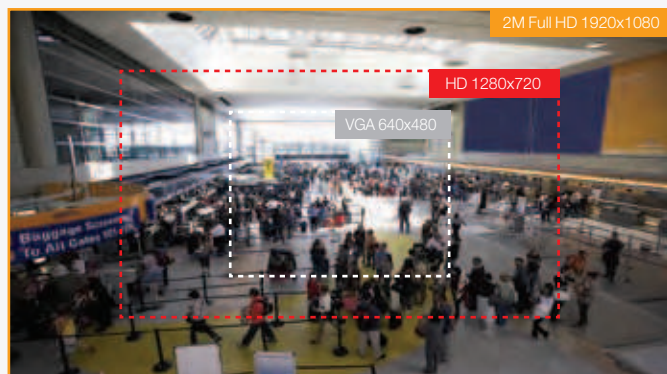 2M Full HD 1920x1080
HD 1280x720
VGA 640x480
Baggage Screening
To All Gates